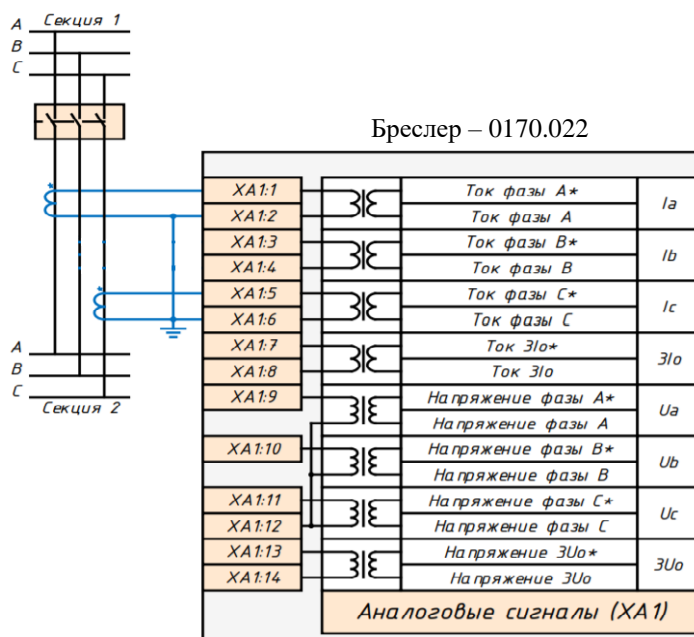 A Секция 1
B
C
Бреслер – 0170.022
XA1:1 Ток фазы A*
XA1:2 Ток фазы A
Ia
XA1:3 Ток фазы B*
XA1:4 Ток фазы B
Ib
XA1:5 Ток фазы C*
XA1:6 Ток фазы C
Ic
XA1:7 Ток 3Io*
XA1:8 Ток 3Io
3Io
A
B
C
Секция 2
XA1:9 Напряжение фазы A*
Напряжение фазы A
Ua
XA1:10 Напряжение фазы B*
Напряжение фазы B
Ub
XA1:11 Напряжение фазы C*
XA1:12 Напряжение фазы C
Uc
XA1:13 Напряжение 3Uo*
XA1:14 Напряжение 3Uo
3Uo
Аналоговые сигналы (XA1)